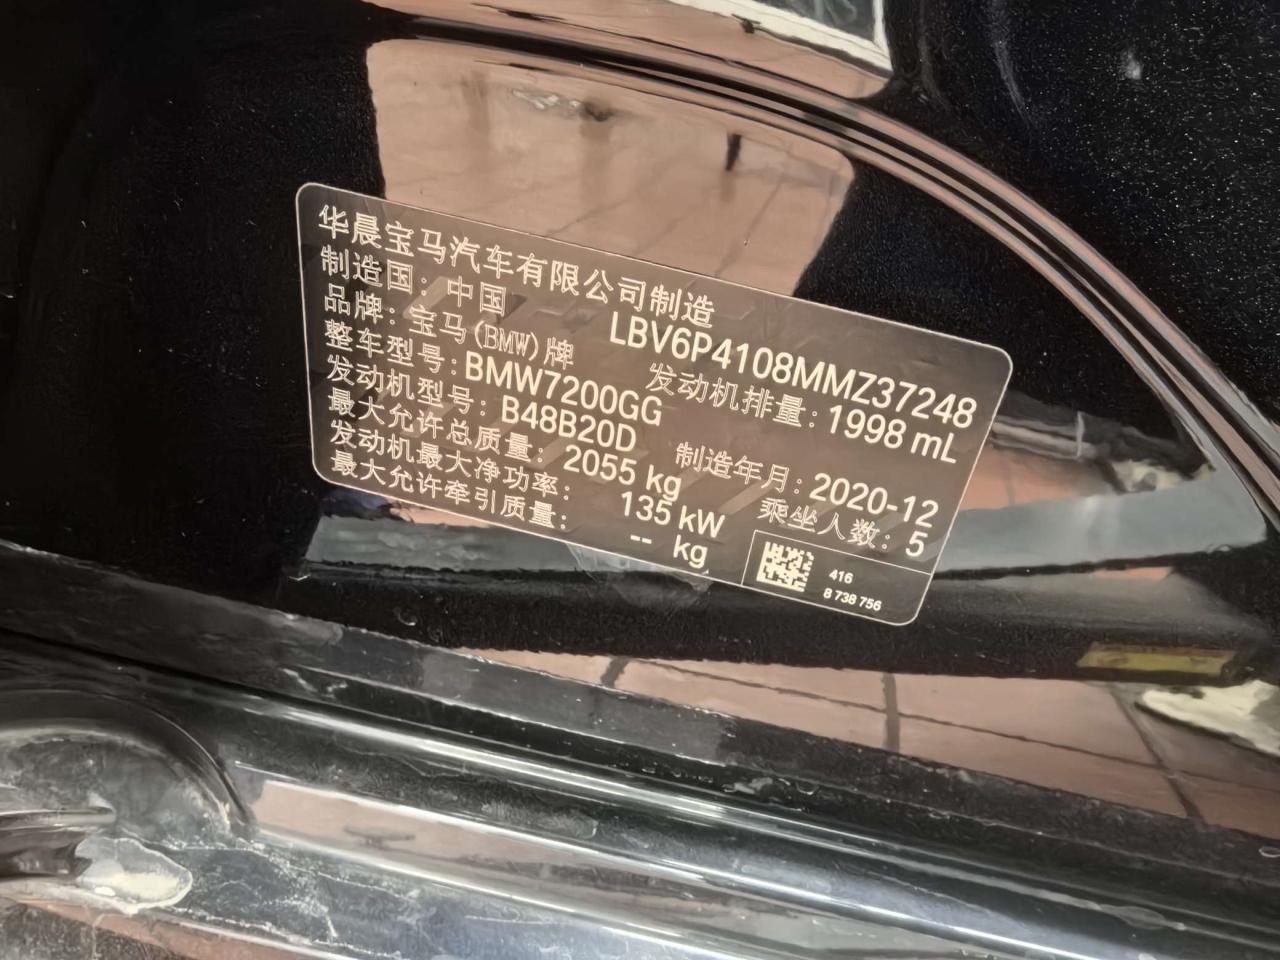 华晨宝马汽车有限公司制造
制造国：中国 LBV6P4108MMZ37248
品牌：宝马(BMW)牌 发动机排量：1998 mL
整车型号：BMW7200GG
发动机型号：B48B20D 制造年月：2020-12
最大允许总质量：2055 kg 乘坐人数：5
发动机最大净功率：135 kW
最大允许牵引质量：-- kg
416
8 738 756